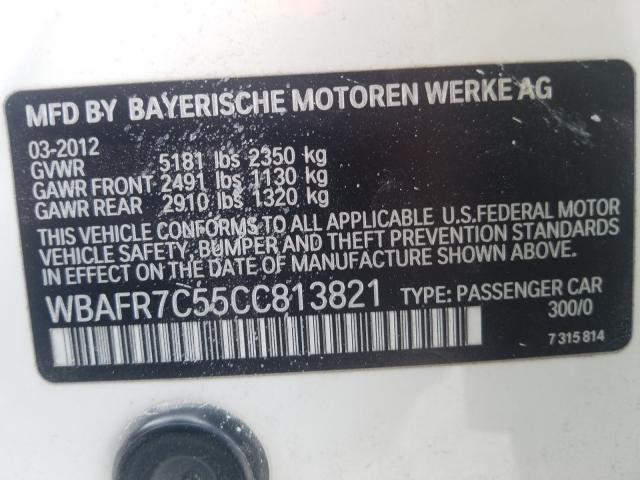 MFD BY BAYERISCHE MOTOREN WERKE AG
03-2012
GVWR 5181 lbs 2350 kg
GAWR FRONT 2491 lbs 1130 kg
GAWR REAR 2910 lbs 1320 kg
THIS VEHICLE CONFORMS TO ALL APPLICABLE U.S.FEDERAL MOTOR
VEHICLE SAFETY, BUMPER AND THEFT PREVENTION STANDARDS
IN EFFECT ON THE DATE OF MANUFACTURE SHOWN ABOVE.
WBAFR7C55CC813821 TYPE: PASSENGER CAR
300/0
7 315 814